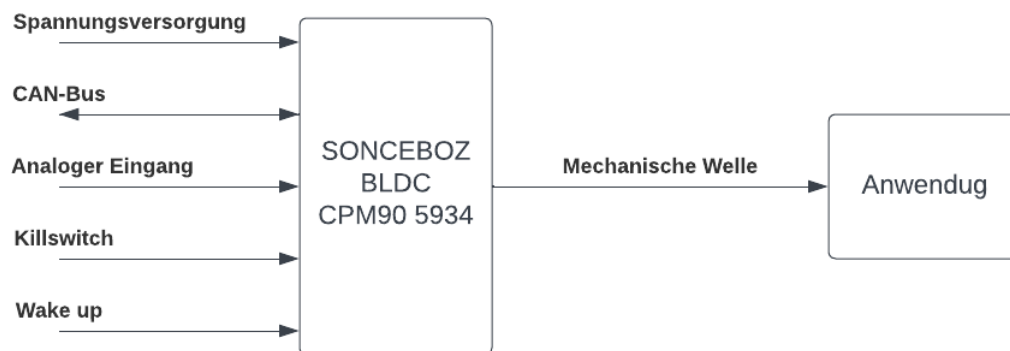 Spannungsversorgung
CAN-Bus
Analoger Eingang
Killswitch
Wake up
SONCEBOZ
BLDC
CPM90 5934
Mechanische Welle
Anwendug